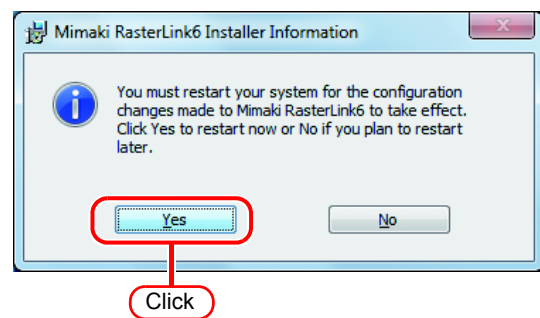 Mimaki RasterLink6 Installer Information
You must restart your system for the configuration
changes made to Mimaki RasterLink6 to take effect.
Click Yes to restart now or No if you plan to restart
later.
Yes
No
Click